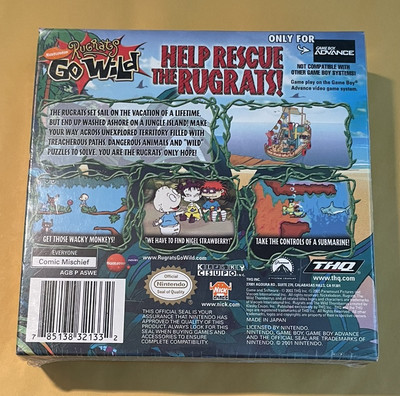 Rugrats
Nickelodeon
Go Wild
ONLY FOR
GAME BOY
ADVANCE
NOT COMPATIBLE WITH
OTHER GAME BOY SYSTEMS!
Game play on the Game Boy
Advance video game system.
HELP RESCUE
THE RUGRATS!
THE RUGRATS SET SAIL ON THE VACATION OF A LIFETIME,
BUT END UP WASHED ASHORE ON A JUNGLE ISLAND! MAKE
YOUR WAY ACROSS UNEXPLORED TERRITORY FILLED WITH
TREACHEROUS PATHS, DANGEROUS ANIMALS AND "WILD"
PUZZLES TO SOLVE. YOU ARE THE RUGRATS' ONLY HOPE!
GET THOSE WACKY MONKEYS!
"WE HAVE TO FIND NIGEL STRAWBERRY"
TAKE THE CONTROLS OF A SUBMARINE!
EVERYONE
Comic Mischief
AGB P ASWE
www.RugratsGoWild.com
Official
Nintendo
Seal of Quality
KLASKY
CSUPO INC.
www.nick.com
Paramount
THQ
www.thq.com
THIS OFFICIAL SEAL IS YOUR
ASSURANCE THAT NINTENDO
HAS APPROVED THE QUALITY OF
THIS PRODUCT. ALWAYS LOOK FOR THIS
SEAL WHEN BUYING GAMES AND
ACCESSORIES TO ENSURE
COMPLETE COMPATIBILITY.
MADE IN JAPAN
LICENSED BY NINTENDO.
NINTENDO, GAME BOY, GAME BOY ADVANCE
AND THE OFFICIAL SEAL ARE TRADEMARKS OF
NINTENDO. © 2001 NINTENDO.
7 85138 32133 2